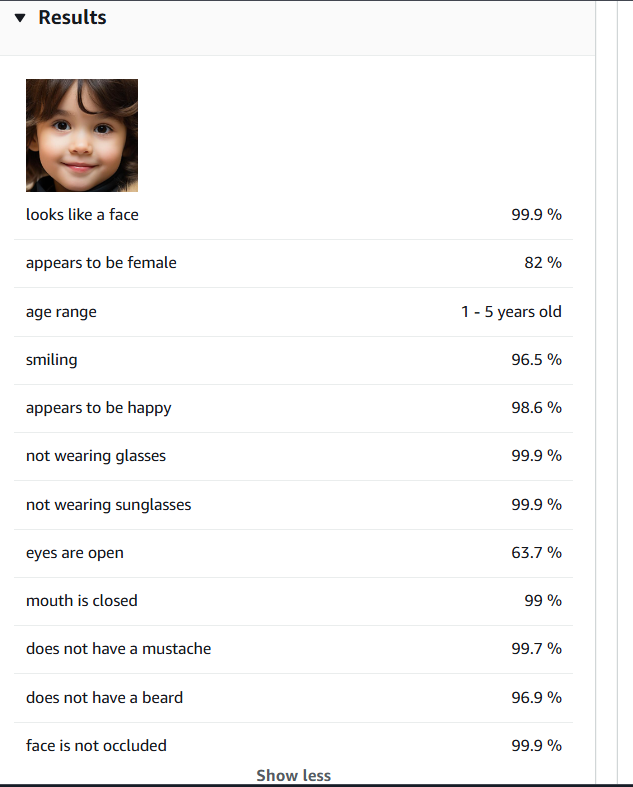 Results
looks like a face 99.9 %
appears to be female 82 %
age range 1 - 5 years old
smiling 96.5 %
appears to be happy 98.6 %
not wearing glasses 99.9 %
not wearing sunglasses 99.9 %
eyes are open 63.7 %
mouth is closed 99 %
does not have a mustache 99.7 %
does not have a beard 96.9 %
face is not occluded 99.9 %
Show less